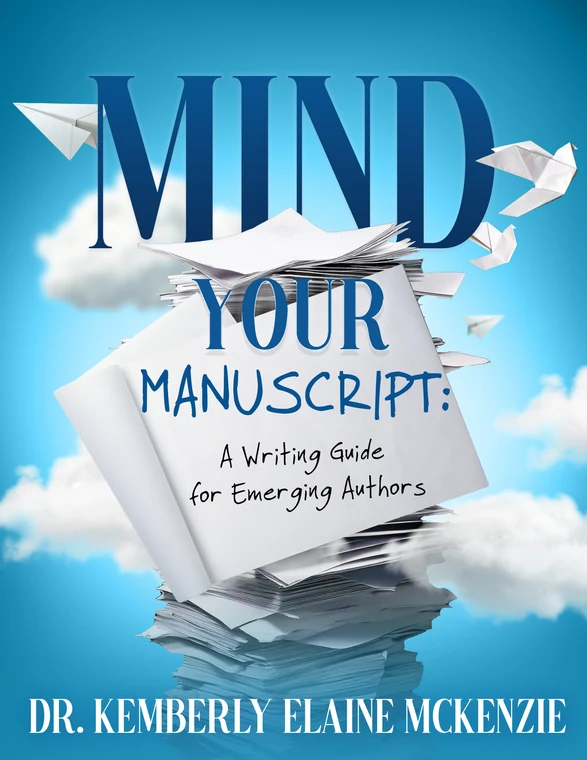 MIND
YOUR
MANUSCRIPT:
A Writing Guide
for Emerging Authors
DR. KEMBERLY ELAINE MCKENZIE